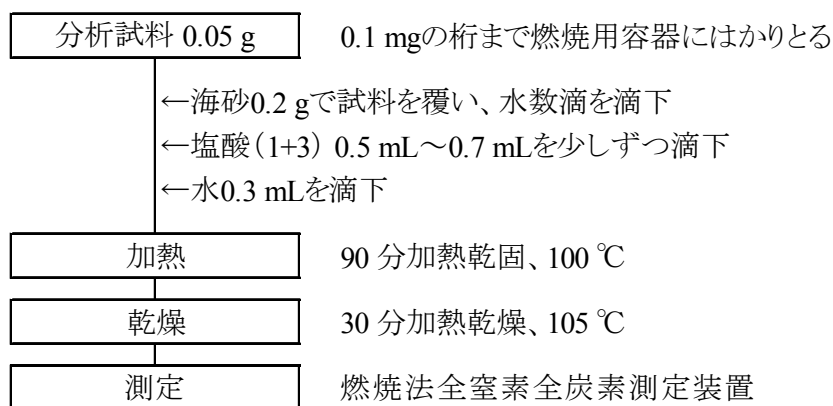 分析試料 0.05 g 0.1 mgの桁まで燃焼用容器にはかりとる
←海砂0.2 gで試料を覆い、水数滴を滴下
←塩酸(1+3) 0.5 mL～0.7 mLを少しずつ滴下
←水0.3 mLを滴下
加熱 90 分加熱乾固、100 ℃
乾燥 30 分加熱乾燥、105 ℃
測定 燃焼法全窒素全炭素測定装置